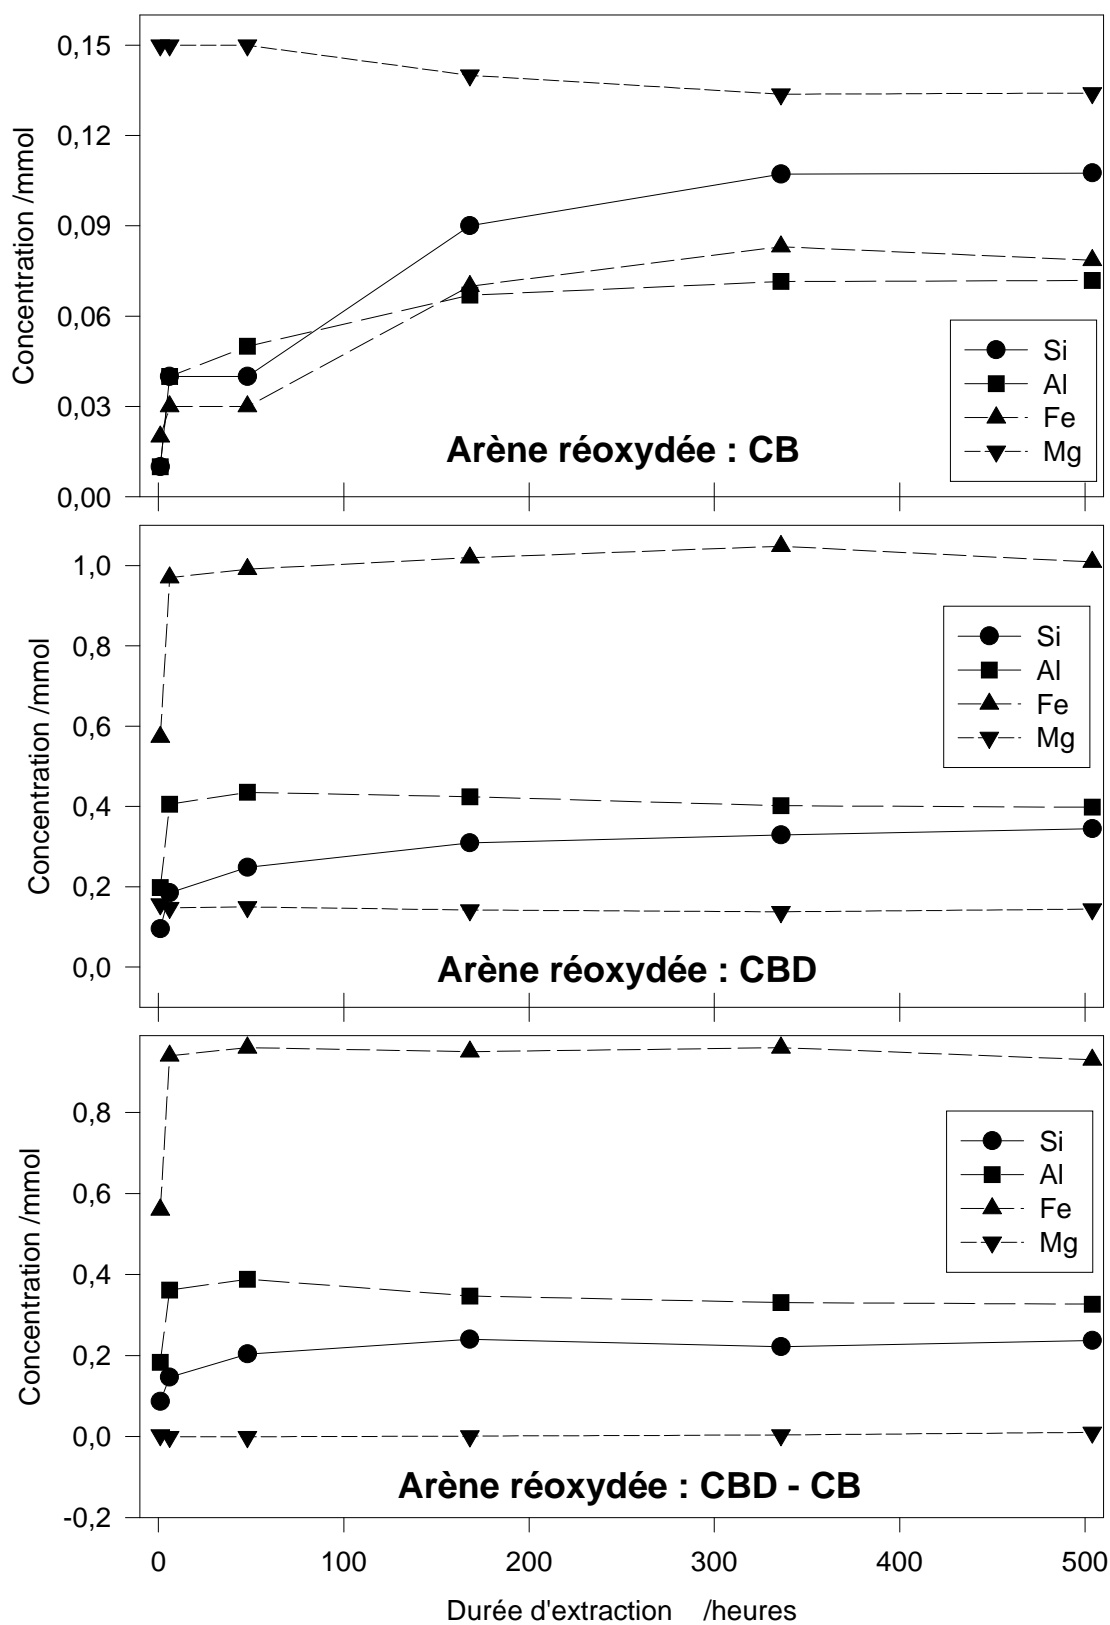 Concentration /mmol
0,15
0,12
0,09
0,06
0,03
0,00
Si
Al
Fe
Mg
Arène réoxydée : CB
Concentration /mmol
1,0
0,8
0,6
0,4
0,2
0,0
Si
Al
Fe
Mg
Arène réoxydée : CBD
Concentration /mmol
0,8
0,6
0,4
0,2
0,0
-0,2
Si
Al
Fe
Mg
Arène réoxydée : CBD - CB
0 100 200 300 400 500
Durée d'extraction /heures